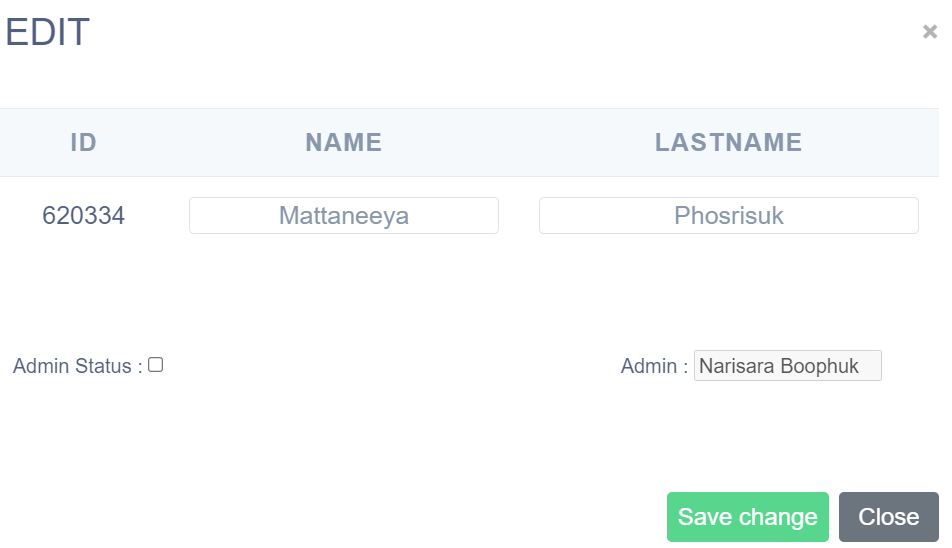 EDIT ×
ID NAME LASTNAME
620334 Mattaneeya Phosrisuk
Admin Status : Admin : Narisara Boophuk
Save change Close